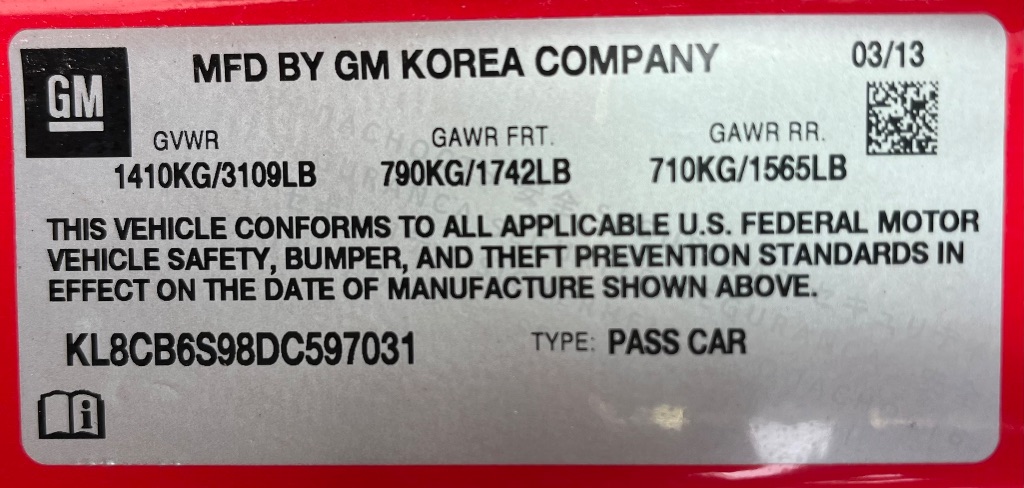 MFD BY GM KOREA COMPANY 03/13
GM
GVWR GAWR FRT. GAWR RR.
1410KG/3109LB 790KG/1742LB 710KG/1565LB
THIS VEHICLE CONFORMS TO ALL APPLICABLE U.S. FEDERAL MOTOR
VEHICLE SAFETY, BUMPER, AND THEFT PREVENTION STANDARDS IN
EFFECT ON THE DATE OF MANUFACTURE SHOWN ABOVE.
KL8CB6S98DC597031 TYPE: PASS CAR
i